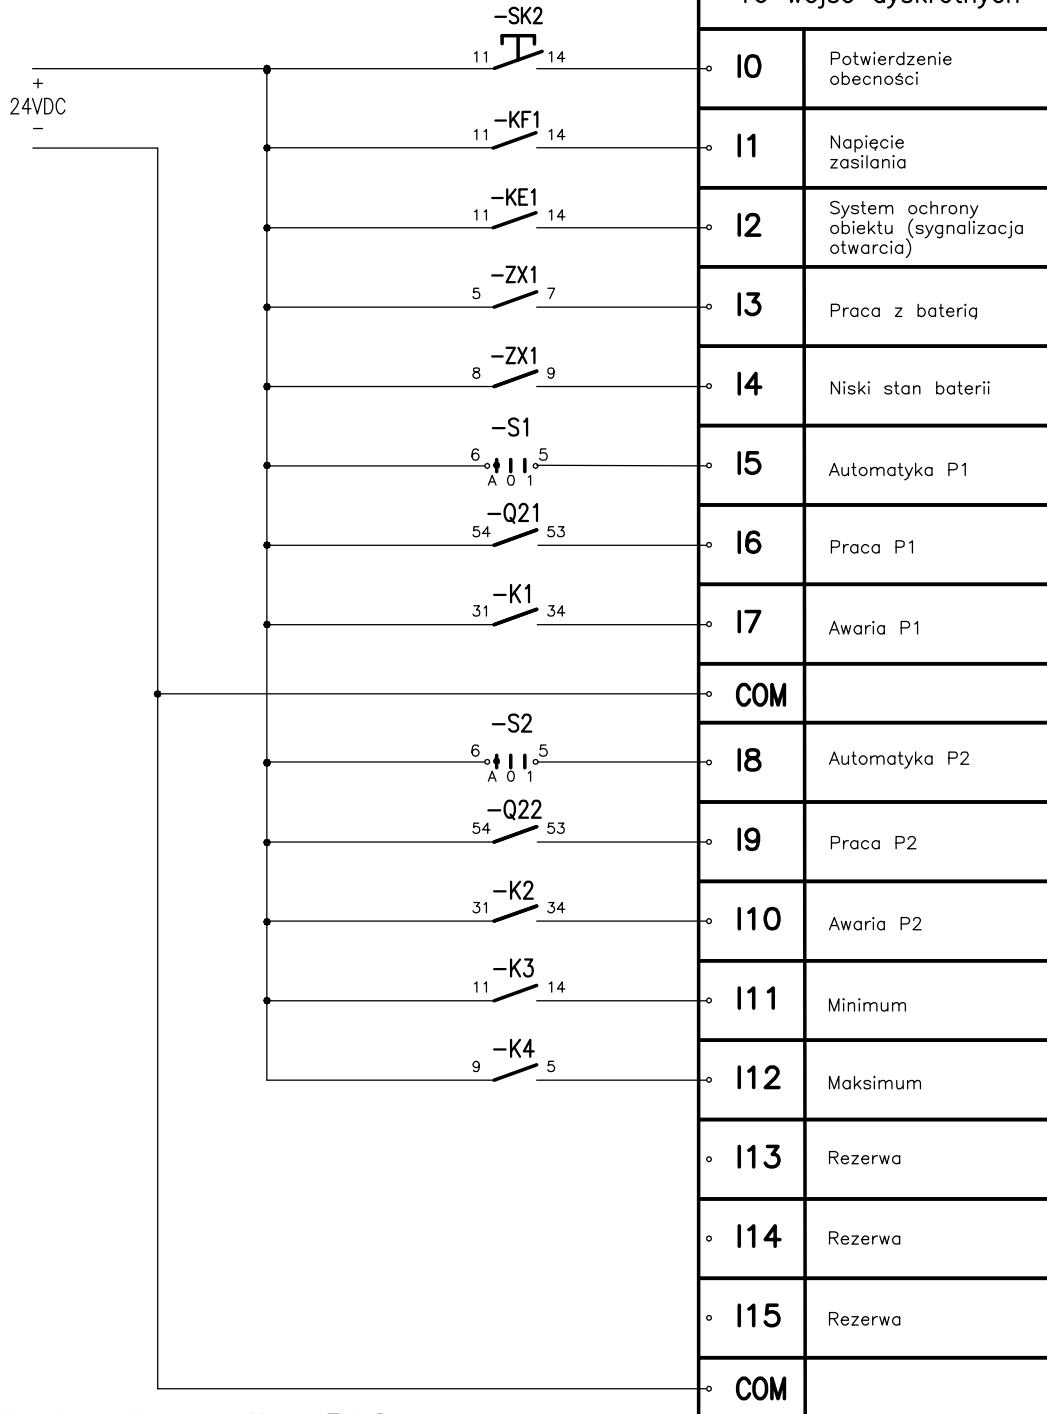 16 wejść dyskretnych
-SK2
11 14
I0 Potwierdzenie
obecności
+
24VDC
-
-KF1
11 14
I1 Napięcie
zasilania
-KE1
11 14
I2 System ochrony
obiektu (sygnalizacja
otwarcia)
-ZX1
5 7
I3 Praca z baterią
-ZX1
8 9
I4 Niski stan baterii
-S1
6 5
A 0 1
I5 Automatyka P1
-Q21
54 53
I6 Praca P1
-K1
31 34
I7 Awaria P1
COM
-S2
6 5
A 0 1
I8 Automatyka P2
-Q22
54 53
I9 Praca P2
-K2
31 34
I10 Awaria P2
-K3
11 14
I11 Minimum
-K4
9 5
I12 Maksimum
I13 Rezerwa
I14 Rezerwa
I15 Rezerwa
COM